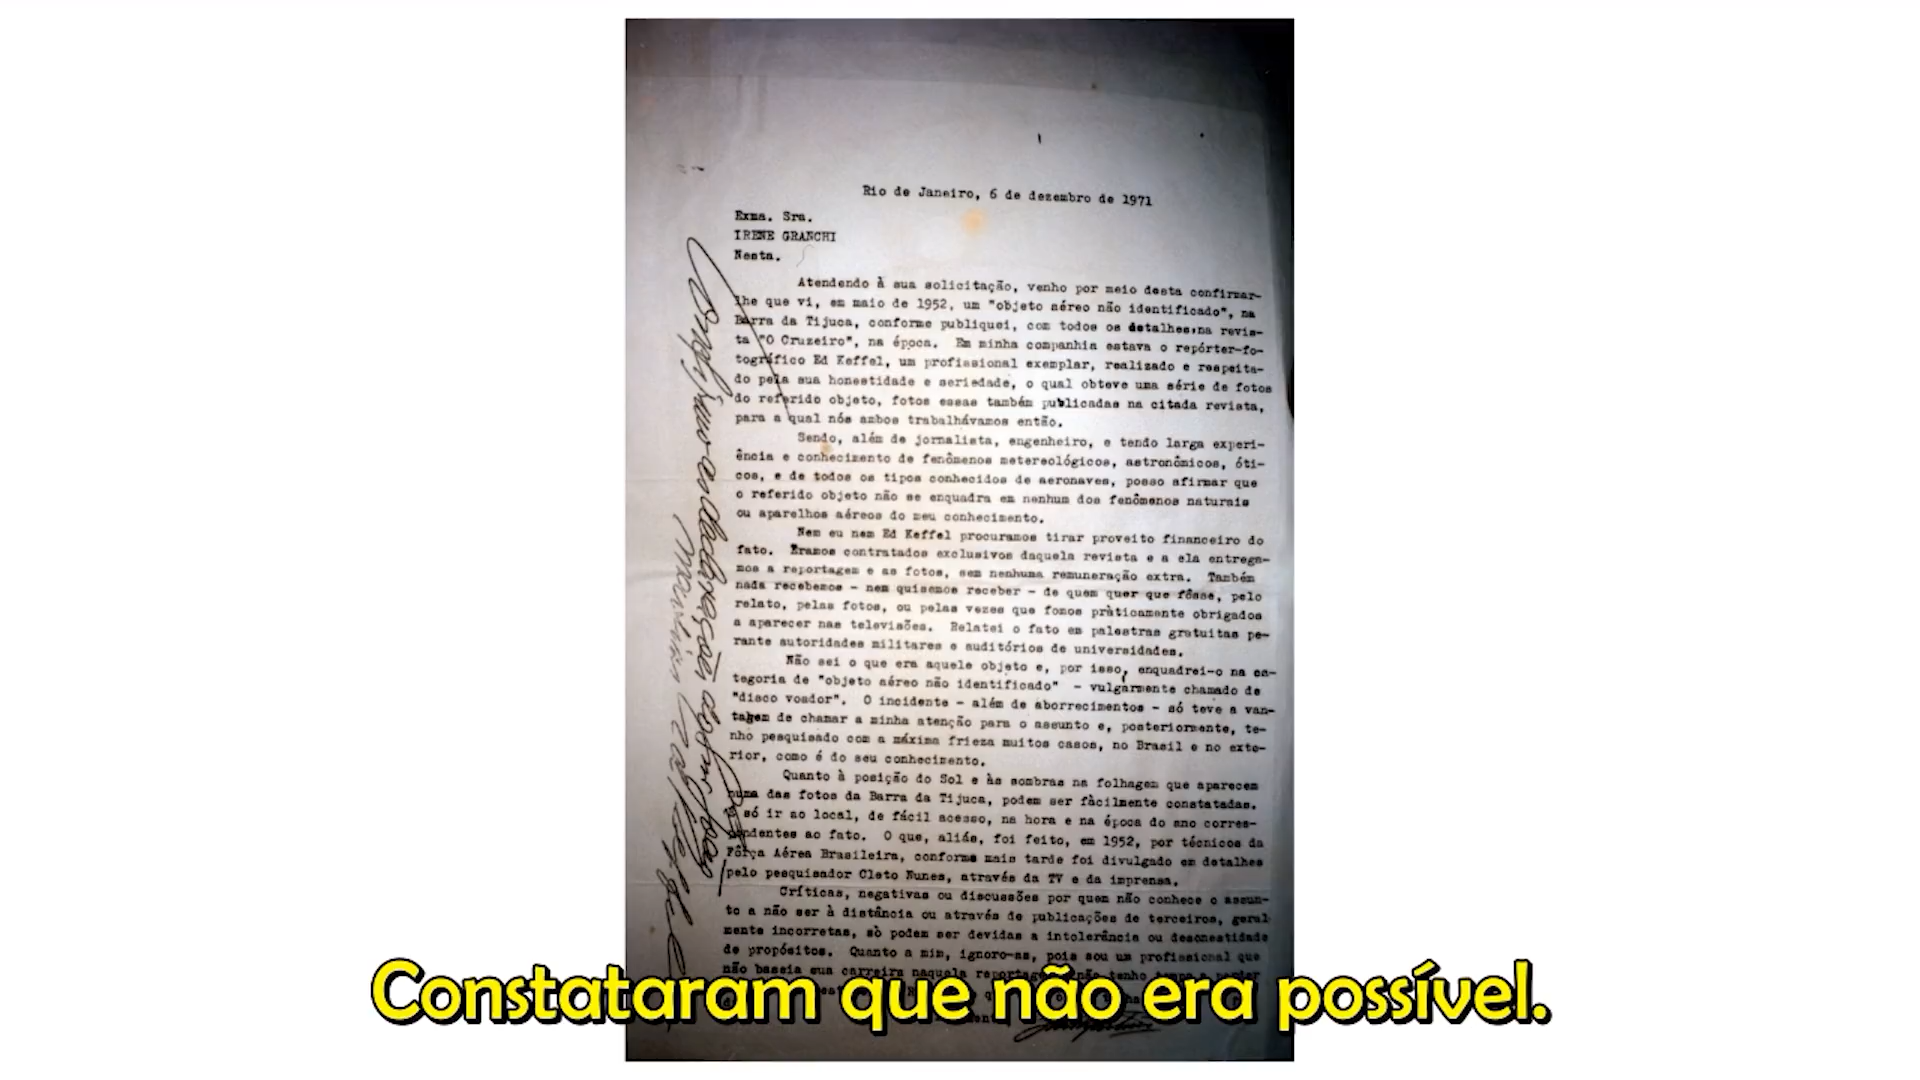 Rio de Janeiro, 6 de dezembro de 1971
Exma. Sra.
IRENE GRANCHI
Nesta.
Atendendo à sua solicitação, venho por meio desta confirmar-
lhe que vi, em maio de 1952, um "objeto aéreo não identificado", na
Barra da Tijuca, conforme publiquei, com todos os detalhes, na revis-
ta "O Cruzeiro", na época. Em minha companhia estava o repórter-fo-
tográfico Ed Keffel, um profissional exemplar, realizado e respeita-
do pela sua honestidade e seriedade, o qual obteve uma série de fotos
do referido objeto, fotos essas também publicadas na citada revista,
para a qual nós ambos trabalhávamos então.
Sendo, além de jornalista, engenheiro, e tendo larga experi-
ência e conhecimento de fenômenos metereológicos, astronômicos, óti-
cos, e de todos os tipos conhecidos de aeronaves, posso afirmar que
o referido objeto não se enquadra em nenhum dos fenômenos naturais
ou aparelhos aéreos do meu conhecimento.
Nem eu nem Ed Keffel procuramos tirar proveito financeiro do
fato. Éramos contratados exclusivos daquela revista e a ela entrega-
mos a reportagem e as fotos, sem nenhuma remuneração extra. Também
nada recebemos - nem quisemos receber - de quem quer que fôsse, pelo
relato, pelas fotos, ou pelas vezes que fomos pràticamente obrigados
a aparecer nas televisões. Relatei o fato em palestras gratuitas pe-
rante autoridades militares e auditórios de universidades.
Não sei o que era aquele objeto e, por isso, enquadrei-o na ca-
tegoria de "objeto aéreo não identificado" - vulgarmente chamado de
"disco voador". O incidente - além de aborrecimentos - só teve a van-
tagem de chamar a minha atenção para o assunto e, posteriormente, te-
nho pesquisado com a máxima frieza muitos casos, no Brasil e no exte-
rior, como é do seu conhecimento.
Quanto à posição do Sol e às sombras na folhagem que aparecem
numa das fotos da Barra da Tijuca, podem ser fàcilmente constatadas.
só ir ao local, de fácil acesso, na hora e na época do ano corres-
pondentes ao fato. O que, aliás, foi feito, em 1952, por técnicos da
Fôrça Aérea Brasileira, conforme mais tarde foi divulgado em detalhes
pelo pesquisador Cleto Nunes, através da TV e da imprensa.
Críticas, negativas ou discussões por quem não conhece o assun-
to a não ser à distância ou através de publicações de terceiros, geral
mente incorretas, só podem ser devidas a intolerância ou desonestidade
de propósitos. Quanto a mim, ignoro-as, pois sou um profissional que
não baseia sua carreira naquela não tenho
Constataram que não era possível.